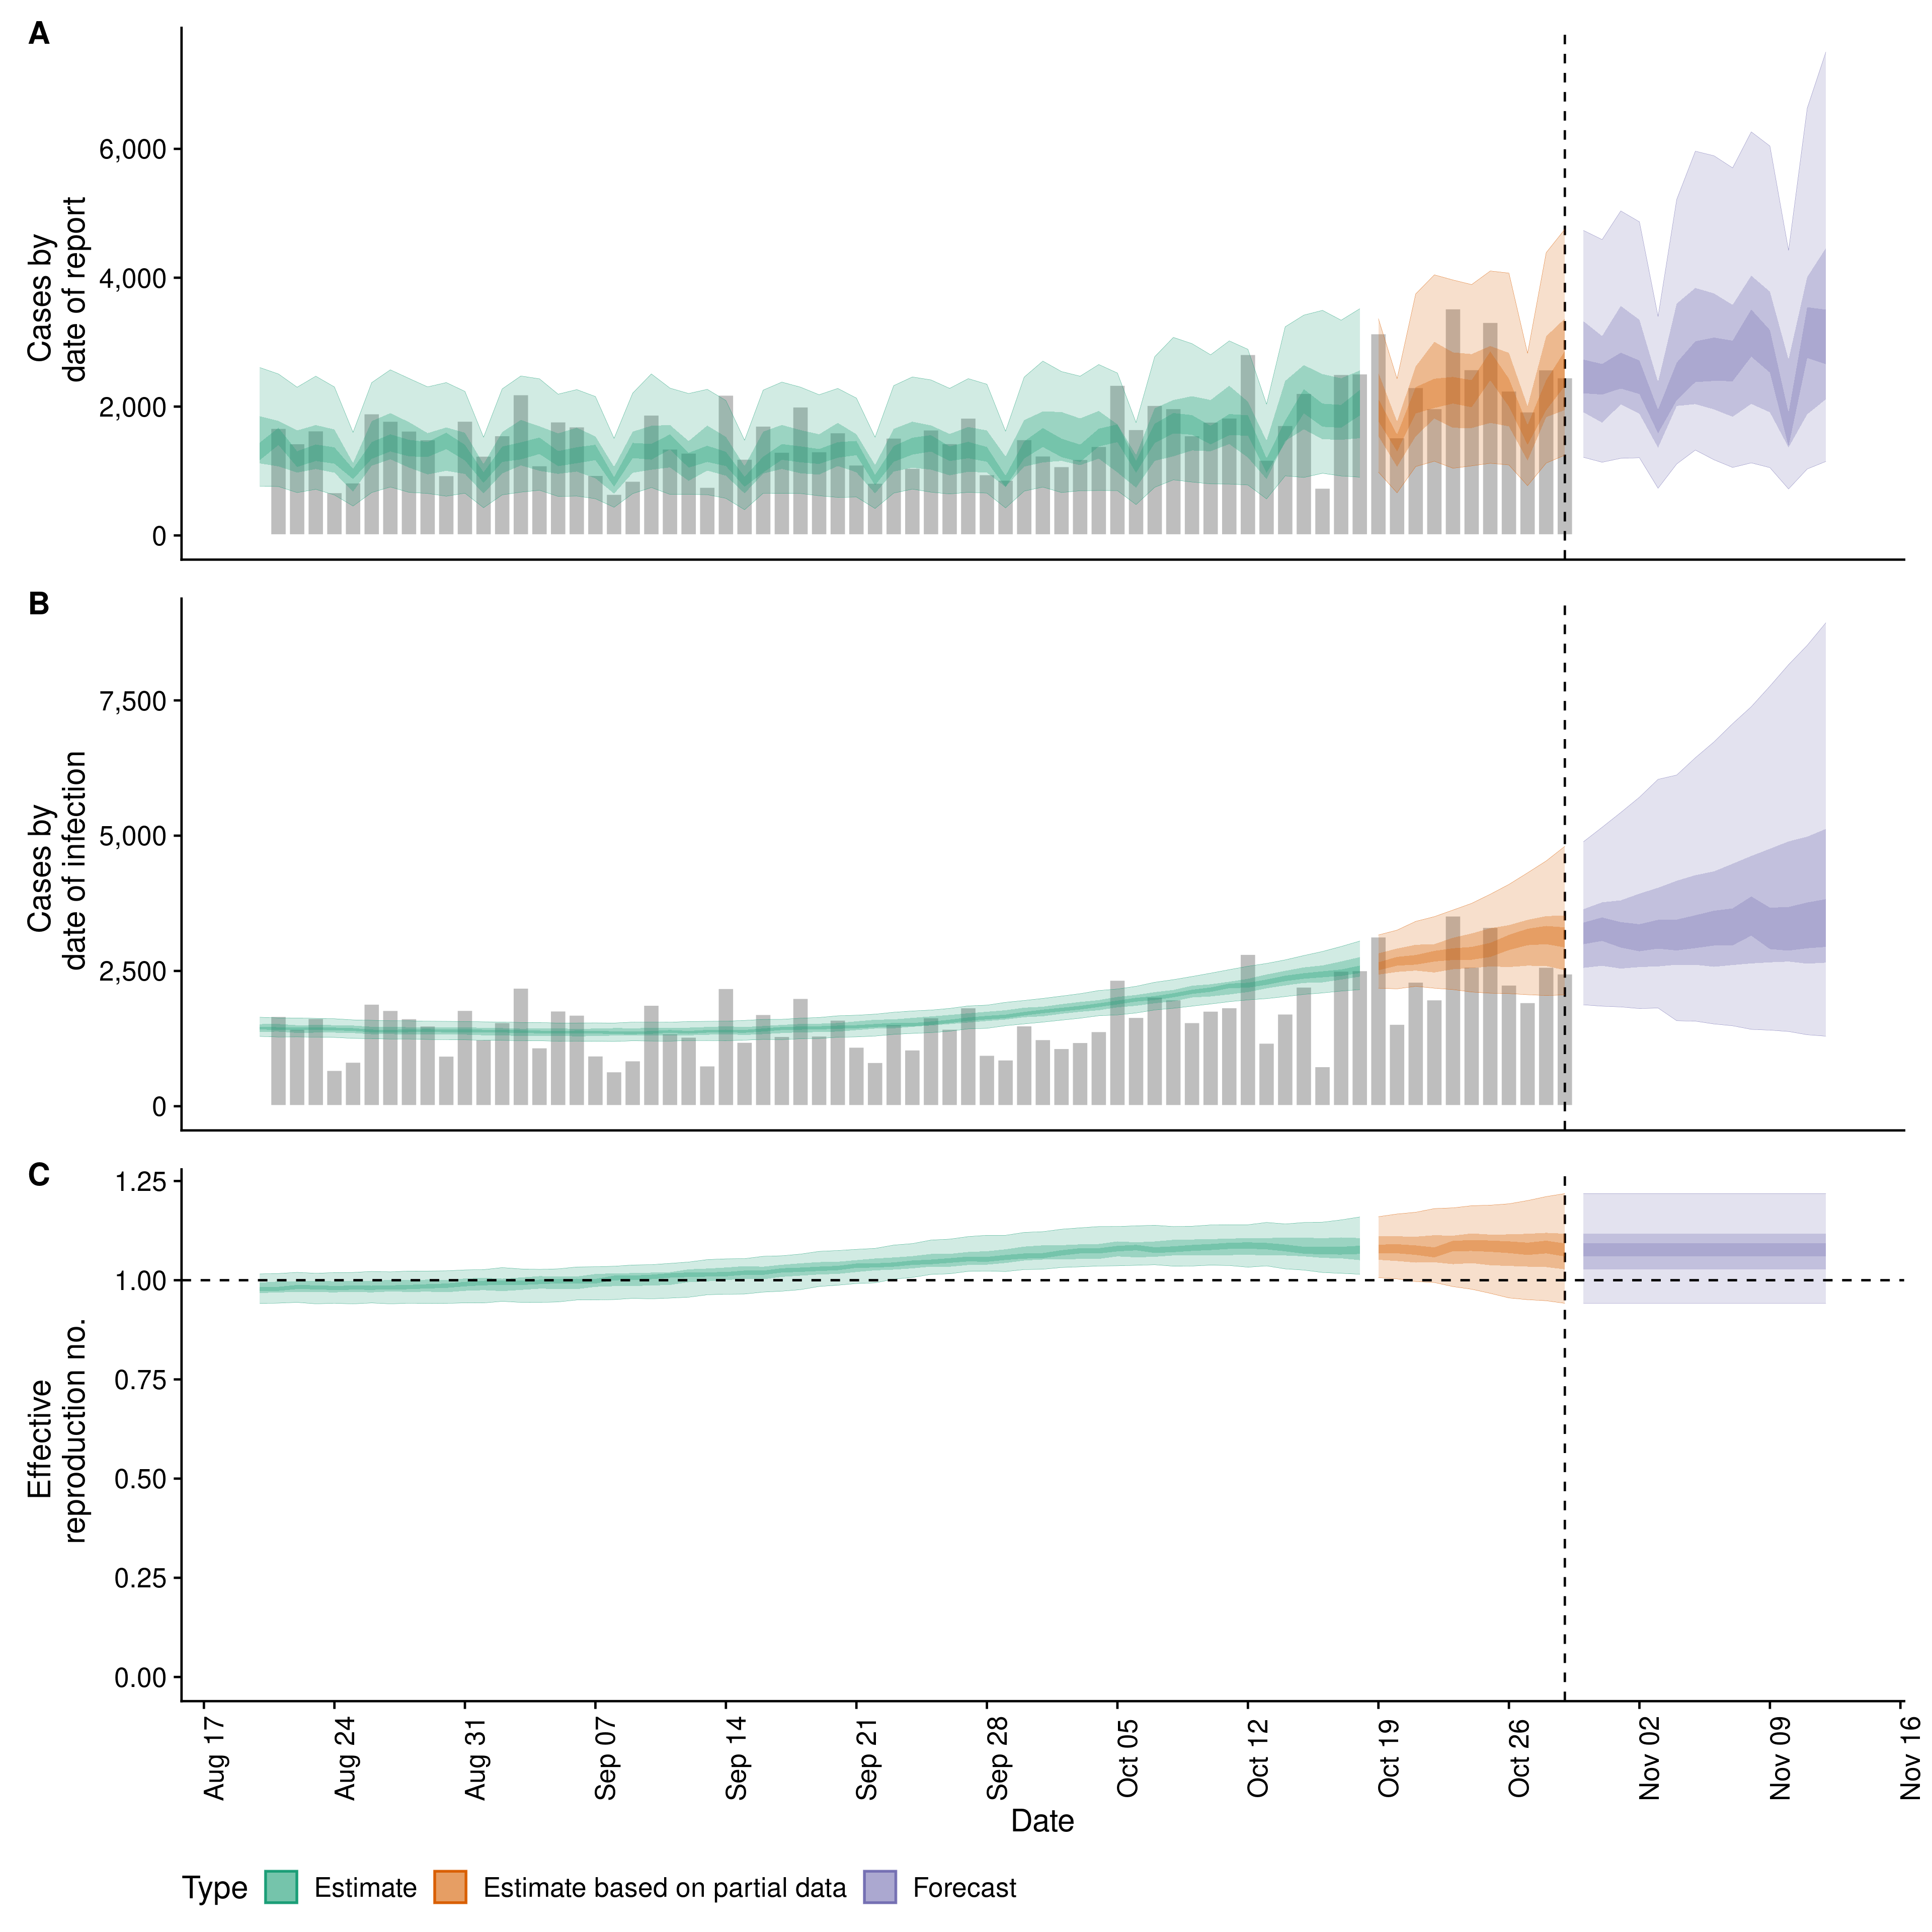 A
Cases by
date of report
6,000
4,000
2,000
0
B
Cases by
date of infection
7,500
5,000
2,500
0
C
Effective
reproduction no.
1.25
1.00
0.75
0.50
0.25
0.00
Aug 17
Aug 24
Aug 31
Sep 07
Sep 14
Sep 21
Sep 28
Oct 05
Oct 12
Oct 19
Oct 26
Nov 02
Nov 09
Nov 16
Date
Type Estimate Estimate based on partial data Forecast